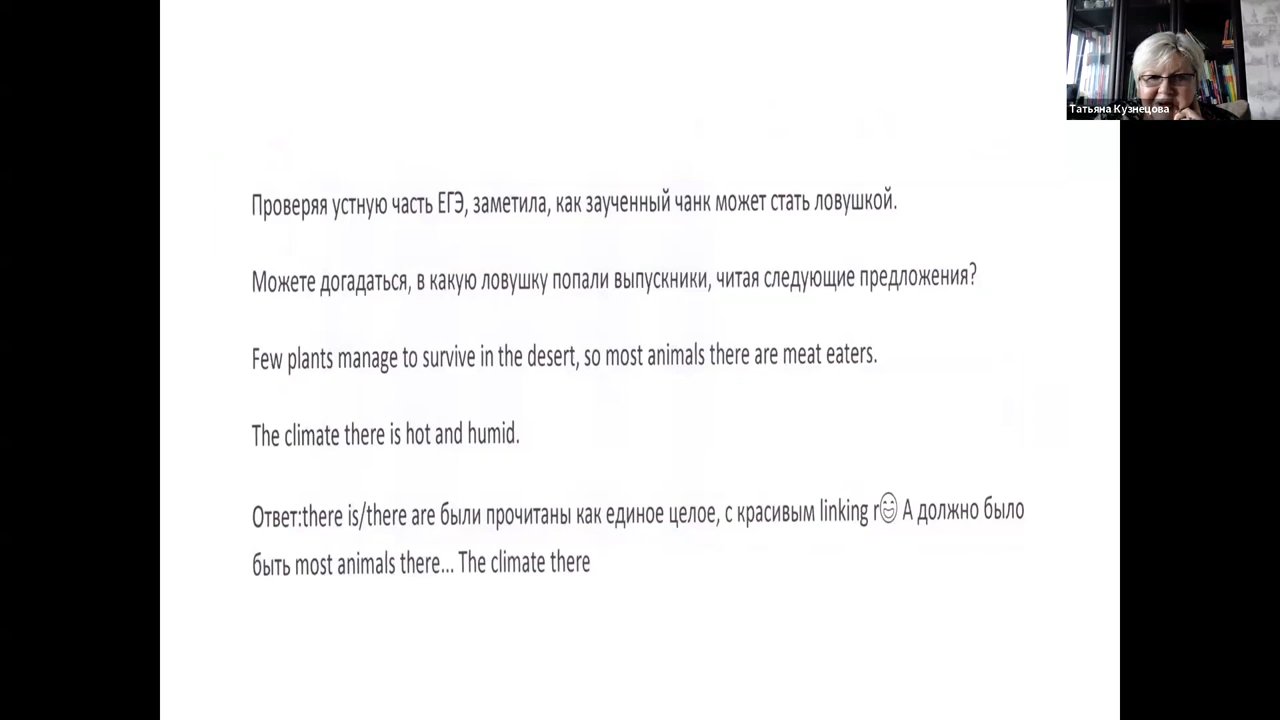 Татьяна Кузнецова
Проверяя устную часть ЕГЭ, заметила, как заученный чанк может стать ловушкой.
Можете догадаться, в какую ловушку попали выпускники, читая следующие предложения?
Few plants manage to survive in the desert, so most animals there are meat eaters.
The climate there is hot and humid.
Ответ:there is/there are были прочитаны как единое целое, с красивым linking r😄 А должно было
быть most animals there... The climate there